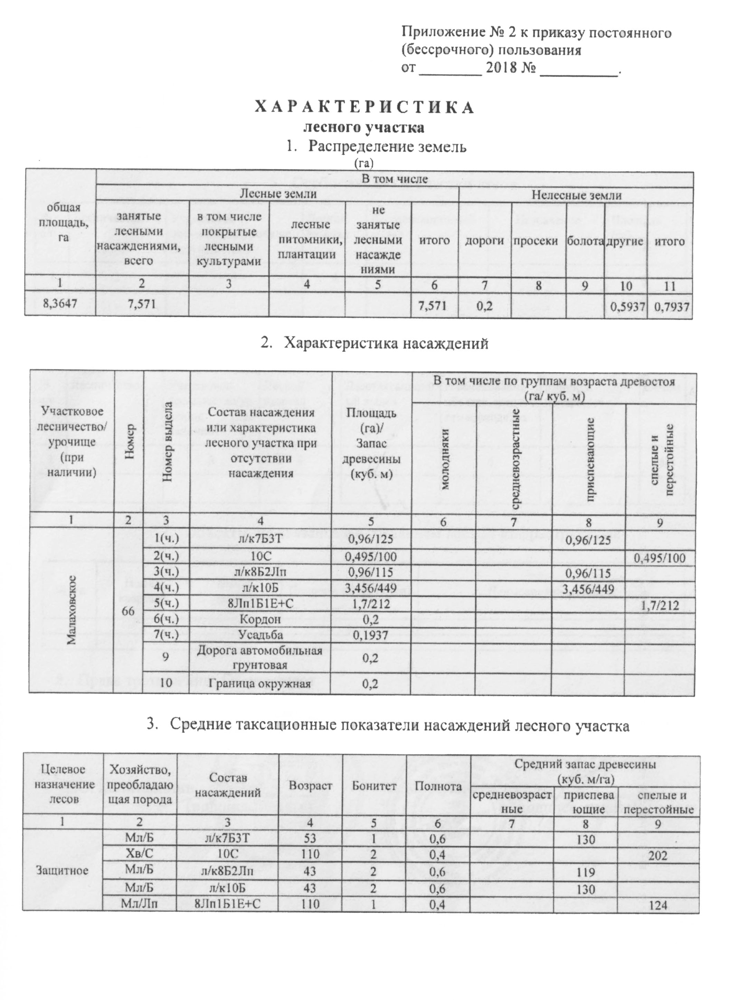 Приложение № 2 к приказу постоянного
(бессрочного) пользования
от ________ 2018 № __________.
Х А Р А К Т Е Р И С Т И К А
лесного участка
1. Распределение земель
(га)
общая площадь, га
В том числе
Лесные земли
Нелесные земли
занятые лесными насаждениями, всего
в том числе покрытые лесными культурами
лесные питомники, плантации
не занятые лесными насажде ниями
итого
дороги
просеки
болота
другие
итого
1 2 3 4 5 6 7 8 9 10 11
8,3647 7,571 7,571 0,2 0,5937 0,7937
2. Характеристика насаждений
Участковое лесничество/ урочище (при наличии)
Номер
Номер выдела
Состав насаждения или характеристика лесного участка при отсутствии насаждения
Площадь (га)/ Запас древесины (куб. м)
В том числе по группам возраста древостоя
(га/ куб. м)
молодняки
средневозрастные
приспевающие
спелые и перестойные
1 2 3 4 5 6 7 8 9
Малаховское
66
1(ч.) л/к7Б3Т 0,96/125 0,96/125
2(ч.) 10С 0,495/100 0,495/100
3(ч.) л/к8Б2Лп 0,96/115 0,96/115
4(ч.) л/к10Б 3,456/449 3,456/449
5(ч.) 8Лп1Б1Е+С 1,7/212 1,7/212
6(ч.) Кордон 0,2
7(ч.) Усадьба 0,1937
9 Дорога автомобильная грунтовая 0,2
10 Граница окружная 0,2
3. Средние таксационные показатели насаждений лесного участка
Целевое назначение лесов
Хозяйство, преобладаю щая порода
Состав насаждений
Возраст
Бонитет
Полнота
Средний запас древесины
(куб. м/га)
средневозраст ные
приспева ющие
спелые и перестойные
1 2 3 4 5 6 7 8 9
Защитное
Мл/Б л/к7Б3Т 53 1 0,6 130
Хв/С 10С 110 2 0,4 202
Мл/Б л/к8Б2Лп 43 2 0,6 119
Мл/Б л/к10Б 43 2 0,6 130
Мл/Лп 8Лп1Б1Е+С 110 1 0,4 124